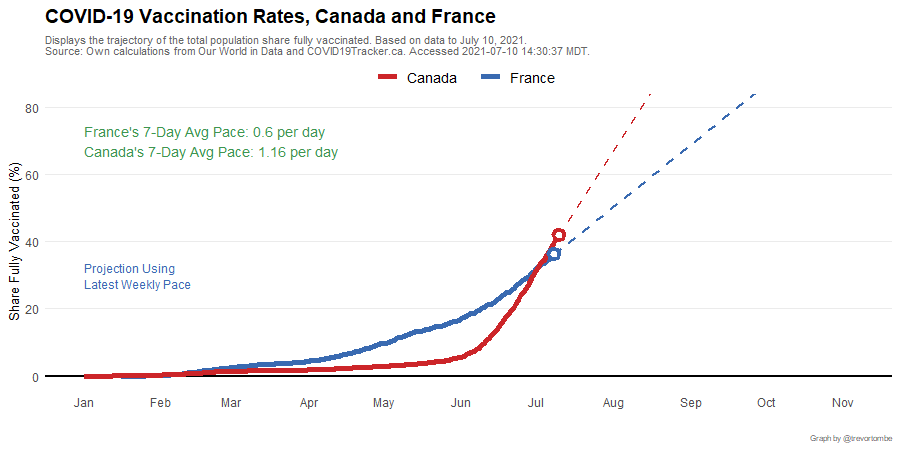 COVID-19 Vaccination Rates, Canada and France
Displays the trajectory of the total population share fully vaccinated. Based on data to July 10, 2021.
Source: Own calculations from Our World in Data and COVID19Tracker.ca. Accessed 2021-07-10 14:30:37 MDT.
Canada France
80
France's 7-Day Avg Pace: 0.6 per day
Canada's 7-Day Avg Pace: 1.16 per day
60
Share Fully Vaccinated (%)
40
Projection Using
Latest Weekly Pace
20
0
Jan Feb Mar Apr May Jun Jul Aug Sep Oct Nov
Graph by @trevortombe